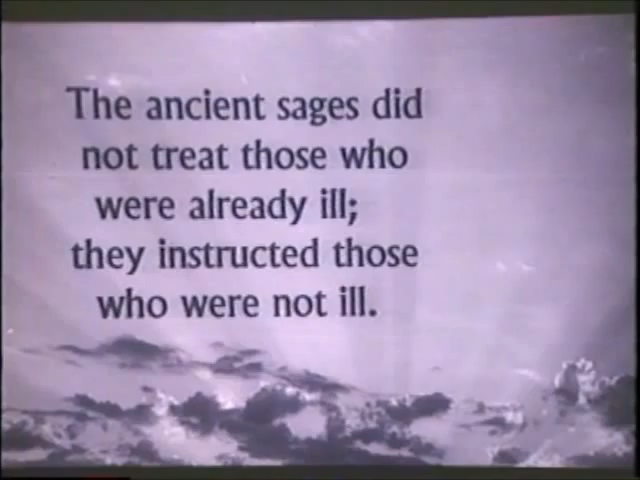 The ancient sages did
not treat those who
were already ill;
they instructed those
who were not ill.